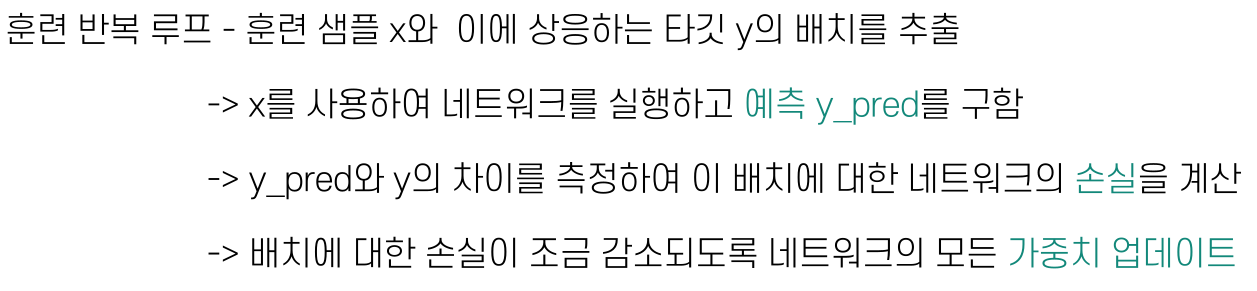 훈련 반복 루프 - 훈련 샘플 x와 이에 상응하는 타깃 y의 배치를 추출
-> x를 사용하여 네트워크를 실행하고 예측 y_pred를 구함
-> y_pred와 y의 차이를 측정하여 이 배치에 대한 네트워크의 손실을 계산
-> 배치에 대한 손실이 조금 감소되도록 네트워크의 모든 가중치 업데이트